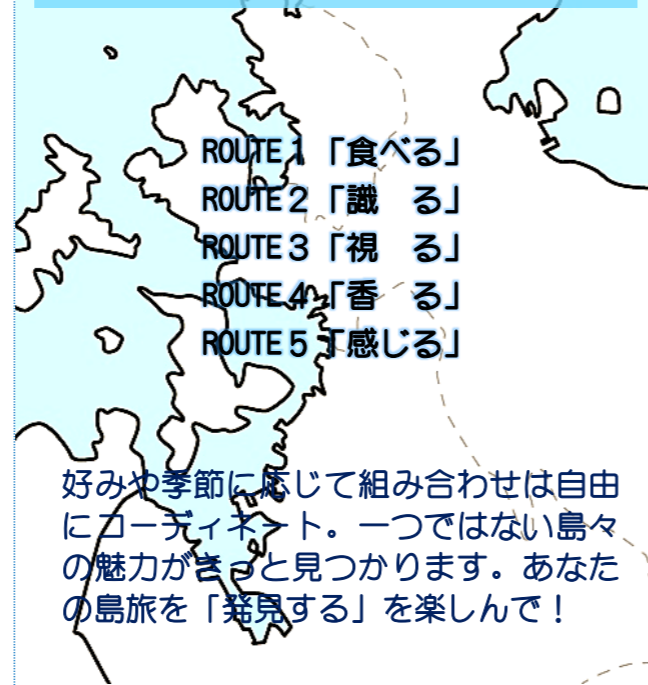 ROUTE１「食べる」
ROUTE２「識　る」
ROUTE３「視　る」
ROUTE４「香　る」
ROUTE５「感じる」
好みや季節に応じて組み合わせは自由
にコーディネート。一つではない島々
の魅力がきっと見つかります。あなた
の島旅を「発見する」を楽しんで！